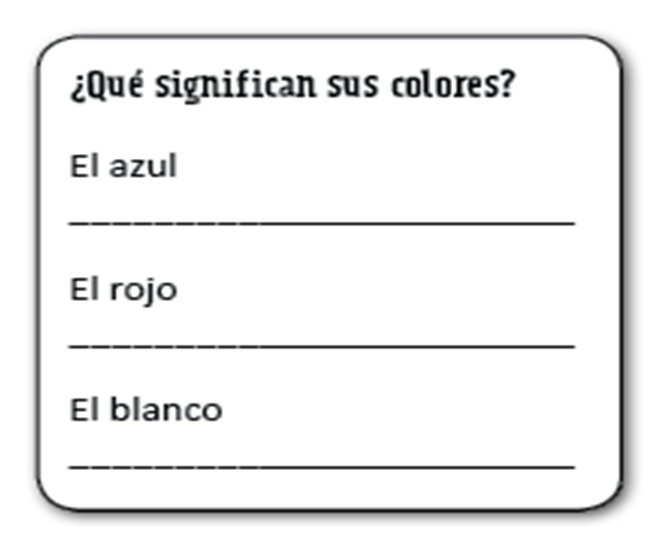 ¿Qué significan sus colores?
El azul
El rojo
El blanco